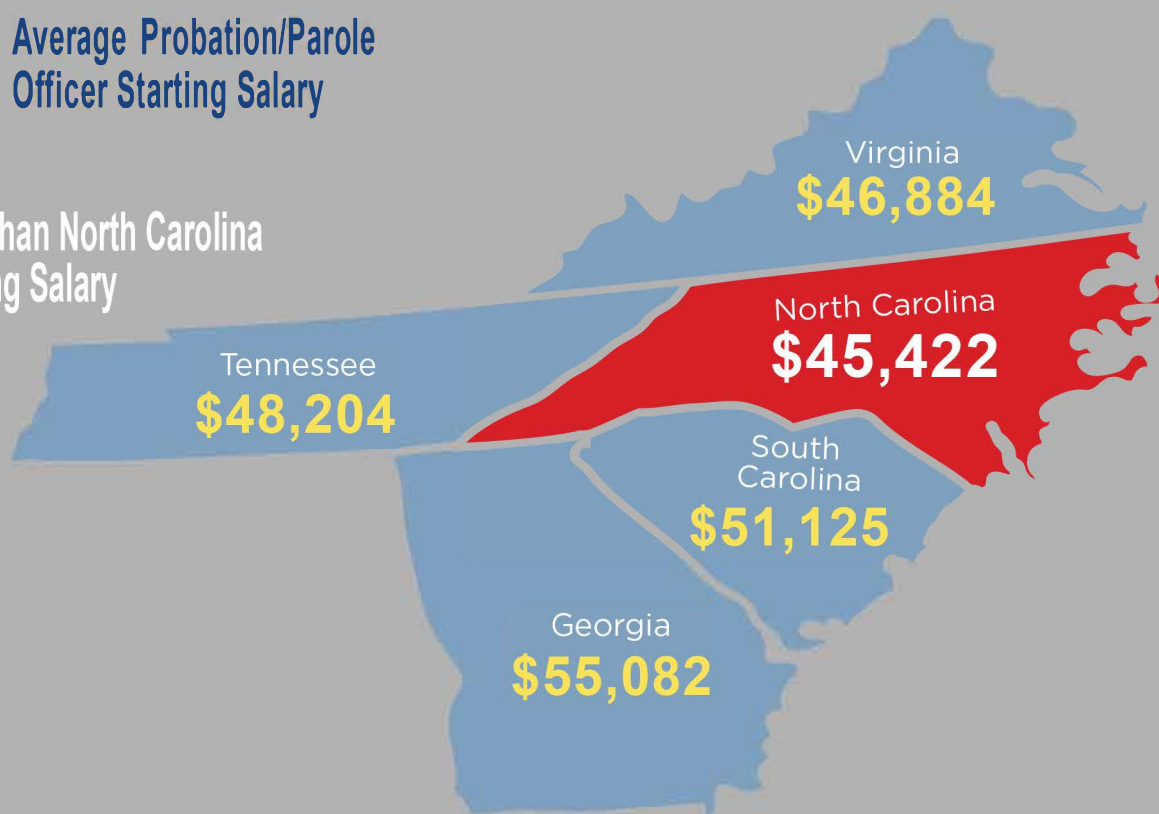 Average Probation/Parole
Officer Starting Salary
han North Carolina
ng Salary
Virginia
$46,884
North Carolina
$45,422
Tennessee
$48,204
South
Carolina
$51,125
Georgia
$55,082